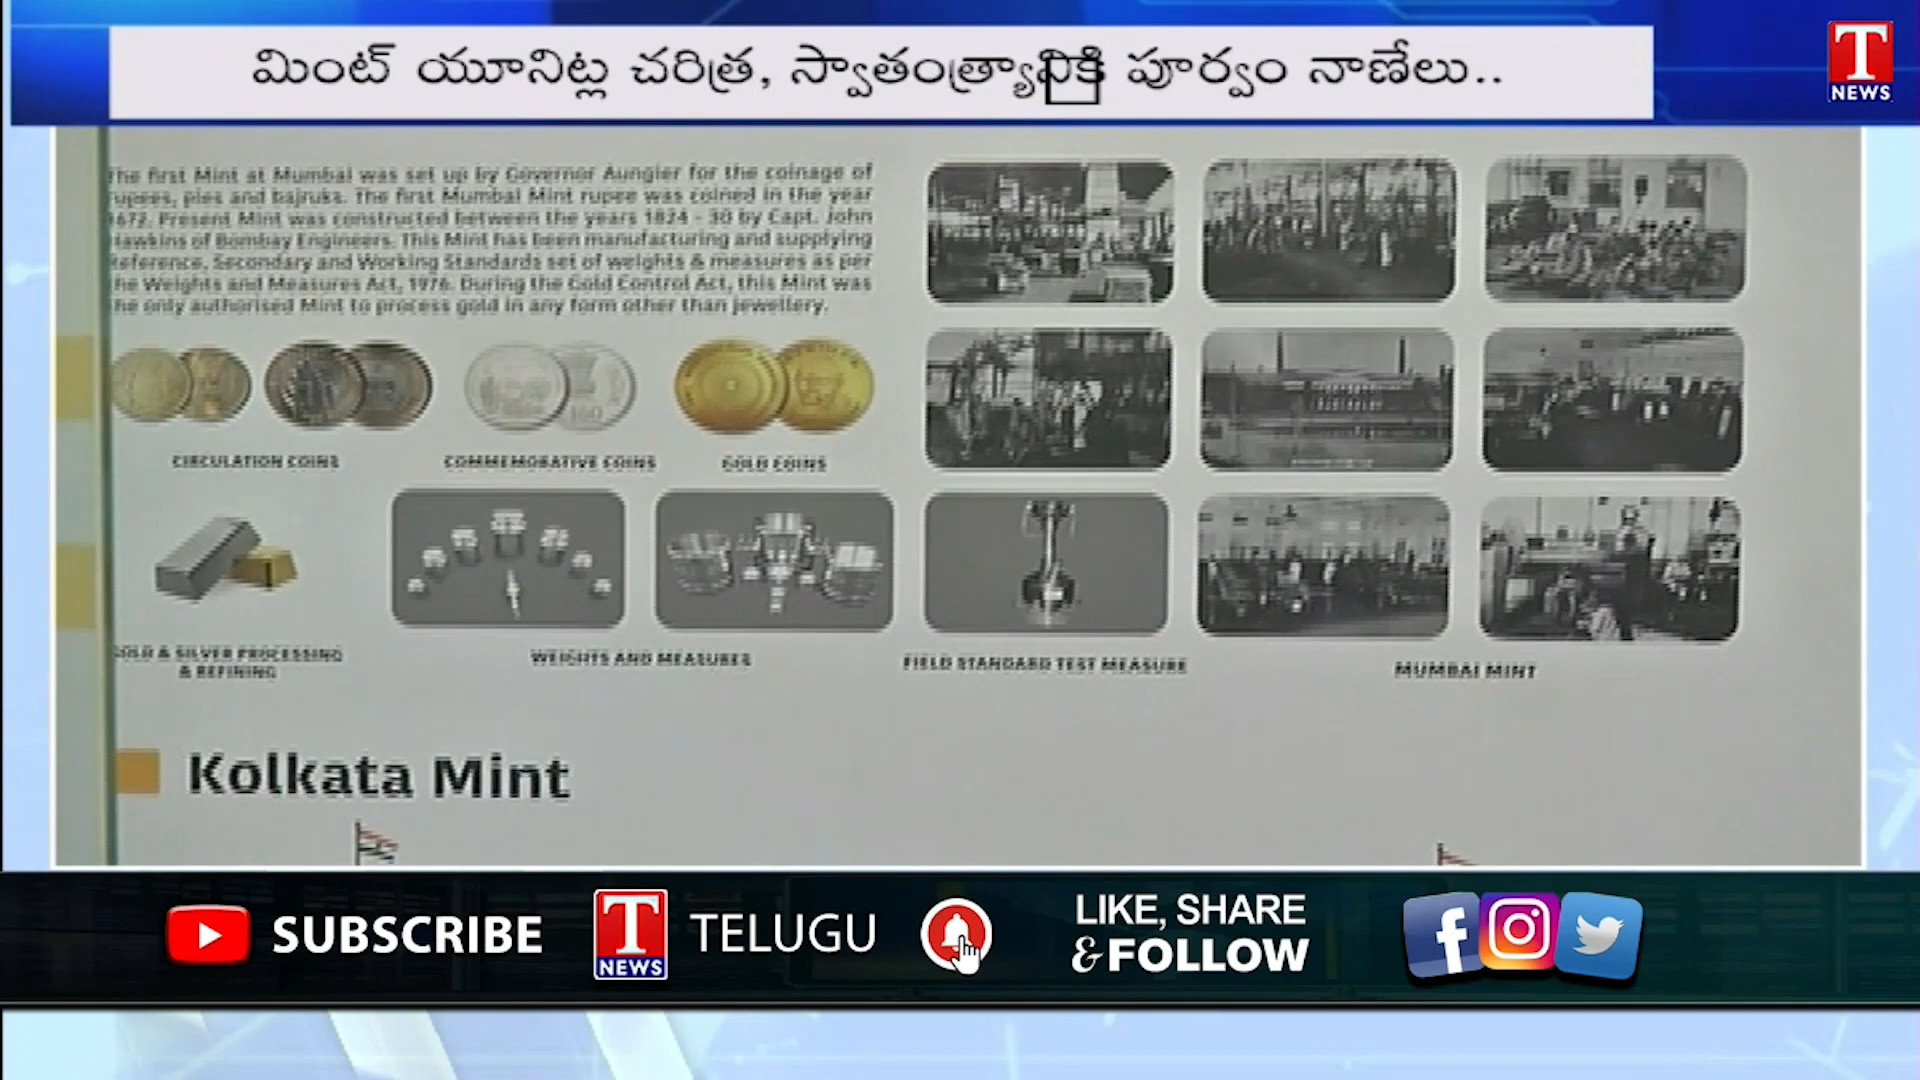 మింట్ యూనిట్ల చరిత్ర, స్వాతంత్ర్యానికి పూర్వం నాణేలు..
T
NEWS
The first Mint at Mumbai was set up by Governor Aungier for the coinage of
rupees, pies and bajruks. The first Mumbai Mint rupee was coined in the year
1672. Present Mint was constructed between the years 1824 - 30 by Capt. John
Hawkins of Bombay Engineers. This Mint has been manufacturing and supplying
Reference, Secondary and Working Standards set of weights & measures as per
the Weights and Measures Act, 1976. During the Gold Control Act, this Mint was
the only authorised Mint to process gold in any form other than jewellery.
CIRCULATION COINS
COMMEMORATIVE COINS
GOLD COINS
GOLD & SILVER PROCESSING
& REFINING
WEIGHTS AND MEASURES
FIELD STANDARD TEST MEASURE
MUMBAI MINT
Kolkata Mint
SUBSCRIBE
T
NEWS
TELUGU
LIKE, SHARE
& FOLLOW